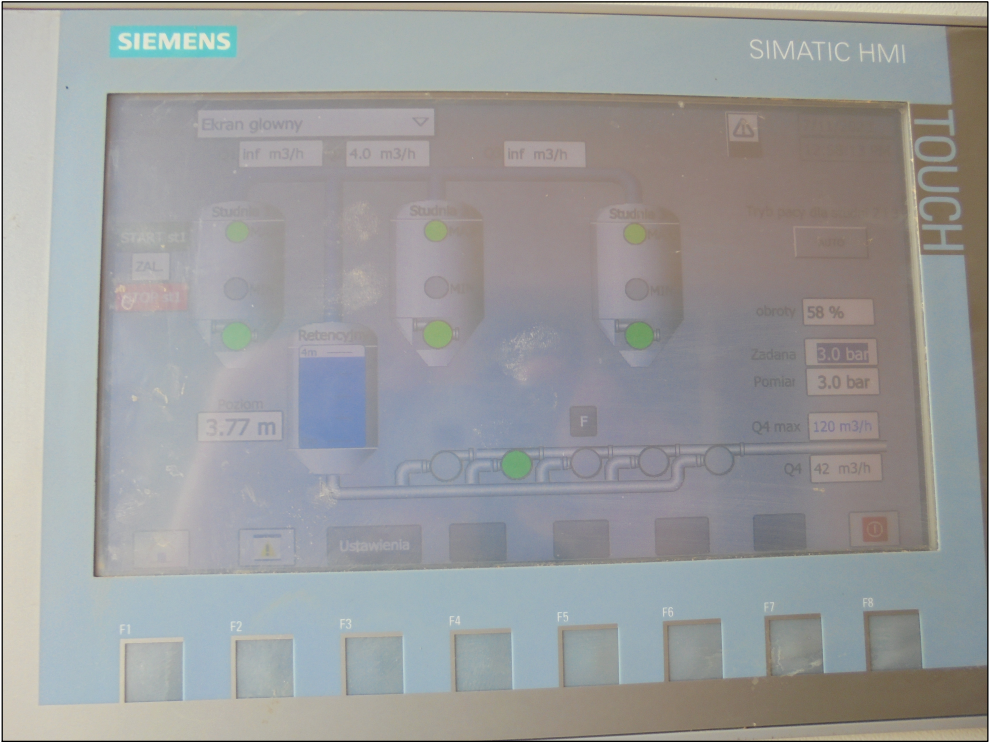 SIEMENS
SIMATIC HMI
TOUCH
Ekran glowny
inf m3/h
4.0 m3/h
inf m3/h
Studnia
Studnia
Studnia
START st1
ZAL.
obroty 58 %
Retencyjny
4m
Zadana 3.0 bar
Pomiar 3.0 bar
Poziom
3.77 m
F
Q4 max 120 m3/h
Q4 42 m3/h
Ustawienia
F1 F2 F3 F4 F5 F6 F7 F8